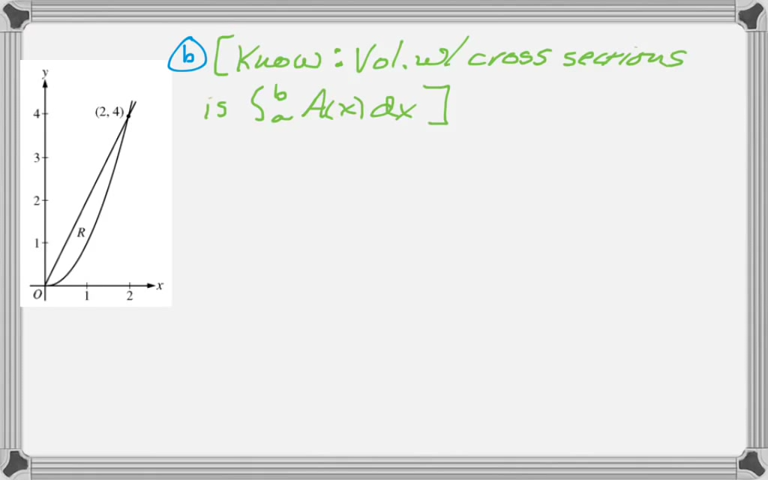 b [Know: Vol. w/ cross sections
is ∫ₐᵇ A(x) dx]
y
4
(2, 4)
3
2
R
1
O
1
2
x